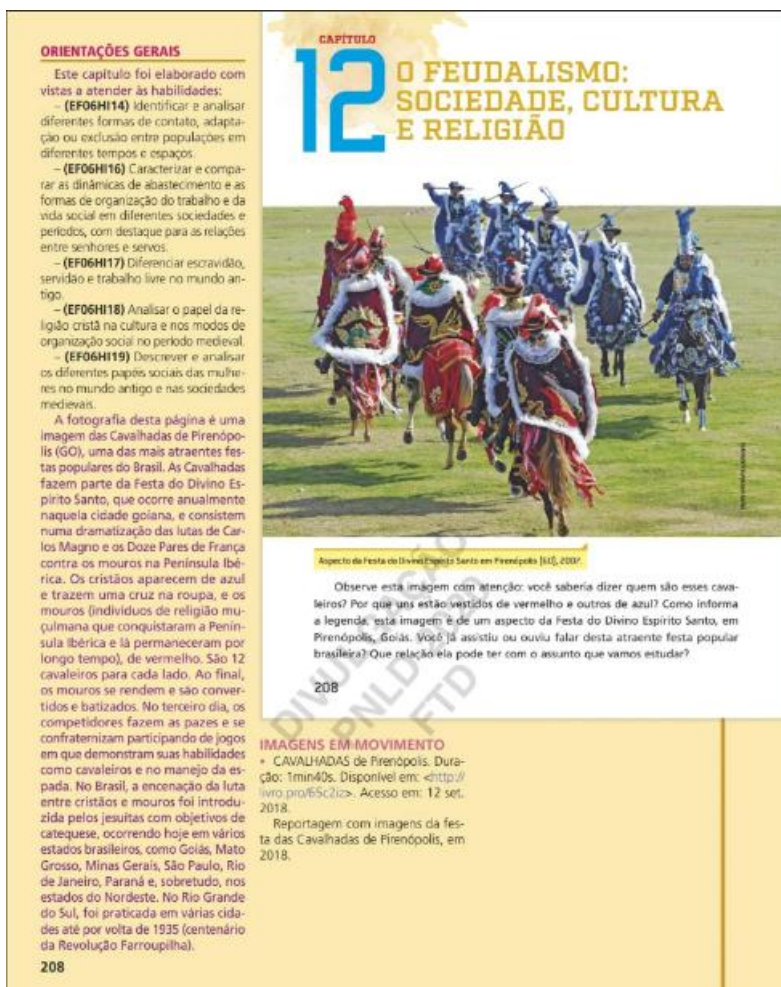 ORIENTAÇÕES GERAIS
Este capítulo foi elaborado com
vistas a atender às habilidades:
– (EF06HI14) Identificar e analisar
diferentes formas de contato, adapta-
ção ou exclusão entre populações em
diferentes tempos e espaços.
– (EF06HI16) Caracterizar e compa-
rar as dinâmicas de abastecimento e as
formas de organização do trabalho e da
vida social em diferentes sociedades e
períodos, com destaque para as relações
entre senhores e servos.
– (EF06HI17) Diferenciar escravidão,
servidão e trabalho livre no mundo an-
tigo.
– (EF06HI18) Analisar o papel da re-
ligião cristã na cultura e nos modos de
organização social no período medieval.
– (EF06HI19) Descrever e analisar
os diferentes papéis sociais das mulhe-
res no mundo antigo e nas sociedades
medievais.
A fotografia desta página é uma
imagem das Cavalhadas de Pirenópo-
lis (GO), uma das mais atraentes fes-
tas populares do Brasil. As Cavalhadas
fazem parte da Festa do Divino Es-
pírito Santo, que ocorre anualmente
naquela cidade goiana, e consistem
numa dramatização das lutas de Car-
los Magno e os Doze Pares de França
contra os mouros na Península Ibé-
rica. Os cristãos aparecem de azul
e trazem uma cruz na roupa, e os
mouros (indivíduos de religião mu-
çulmana que conquistaram a Penín-
sula Ibérica e lá permaneceram por
longo tempo), de vermelho. São 12
cavaleiros para cada lado. Ao final,
os mouros se rendem e são conver-
tidos e batizados. No terceiro dia, os
competidores fazem as pazes e se
confraternizam participando de jogos
em que demonstram suas habilidades
como cavaleiros e no manejo da es-
pada. No Brasil, a encenação da luta
entre cristãos e mouros foi introdu-
zida pelos jesuítas com objetivos de
catequese, ocorrendo hoje em vários
estados brasileiros, como Goiás, Mato
Grosso, Minas Gerais, São Paulo, Rio
de Janeiro, Paraná e, sobretudo, nos
estados do Nordeste. No Rio Grande
do Sul, foi praticada em várias cida-
des até por volta de 1935 (centenário
da Revolução Farroupilha).
208
CAPÍTULO
12
O FEUDALISMO:
SOCIEDADE, CULTURA
E RELIGIÃO
Aspecto da Festa do Divino Espírito Santo em Pirenópolis (GO), 2007.
Observe esta imagem com atenção: você saberia dizer quem são esses cava-
leiros? Por que uns estão vestidos de vermelho e outros de azul? Como informa
a legenda, esta imagem é de um aspecto da Festa do Divino Espírito Santo, em
Pirenópolis, Goiás. Você já assistiu ou ouviu falar desta atraente festa popular
brasileira? Que relação ela pode ter com o assunto que vamos estudar?
208
DIVULGAÇÃO
PNLD 2020
FTD
IMAGENS EM MOVIMENTO
• CAVALHADAS de Pirenópolis. Dura-
ção: 1min40s. Disponível em: <http://
livro.pro/65c2iz>. Acesso em: 12 set.
2018.
Reportagem com imagens da fes-
ta das Cavalhadas de Pirenópolis, em
2018.